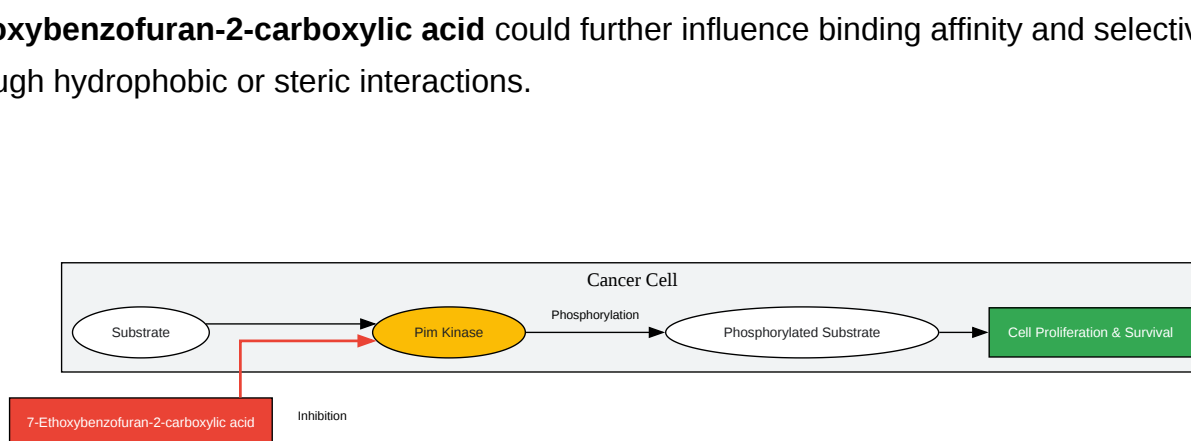 oxybenzofuran-2-carboxylic acid could further influence binding affinity and selectiv
ugh hydrophobic or steric interactions.
Cancer Cell
Substrate
Pim Kinase
Phosphorylation
Phosphorylated Substrate
Cell Proliferation & Survival
7-Ethoxybenzofuran-2-carboxylic acid
Inhibition